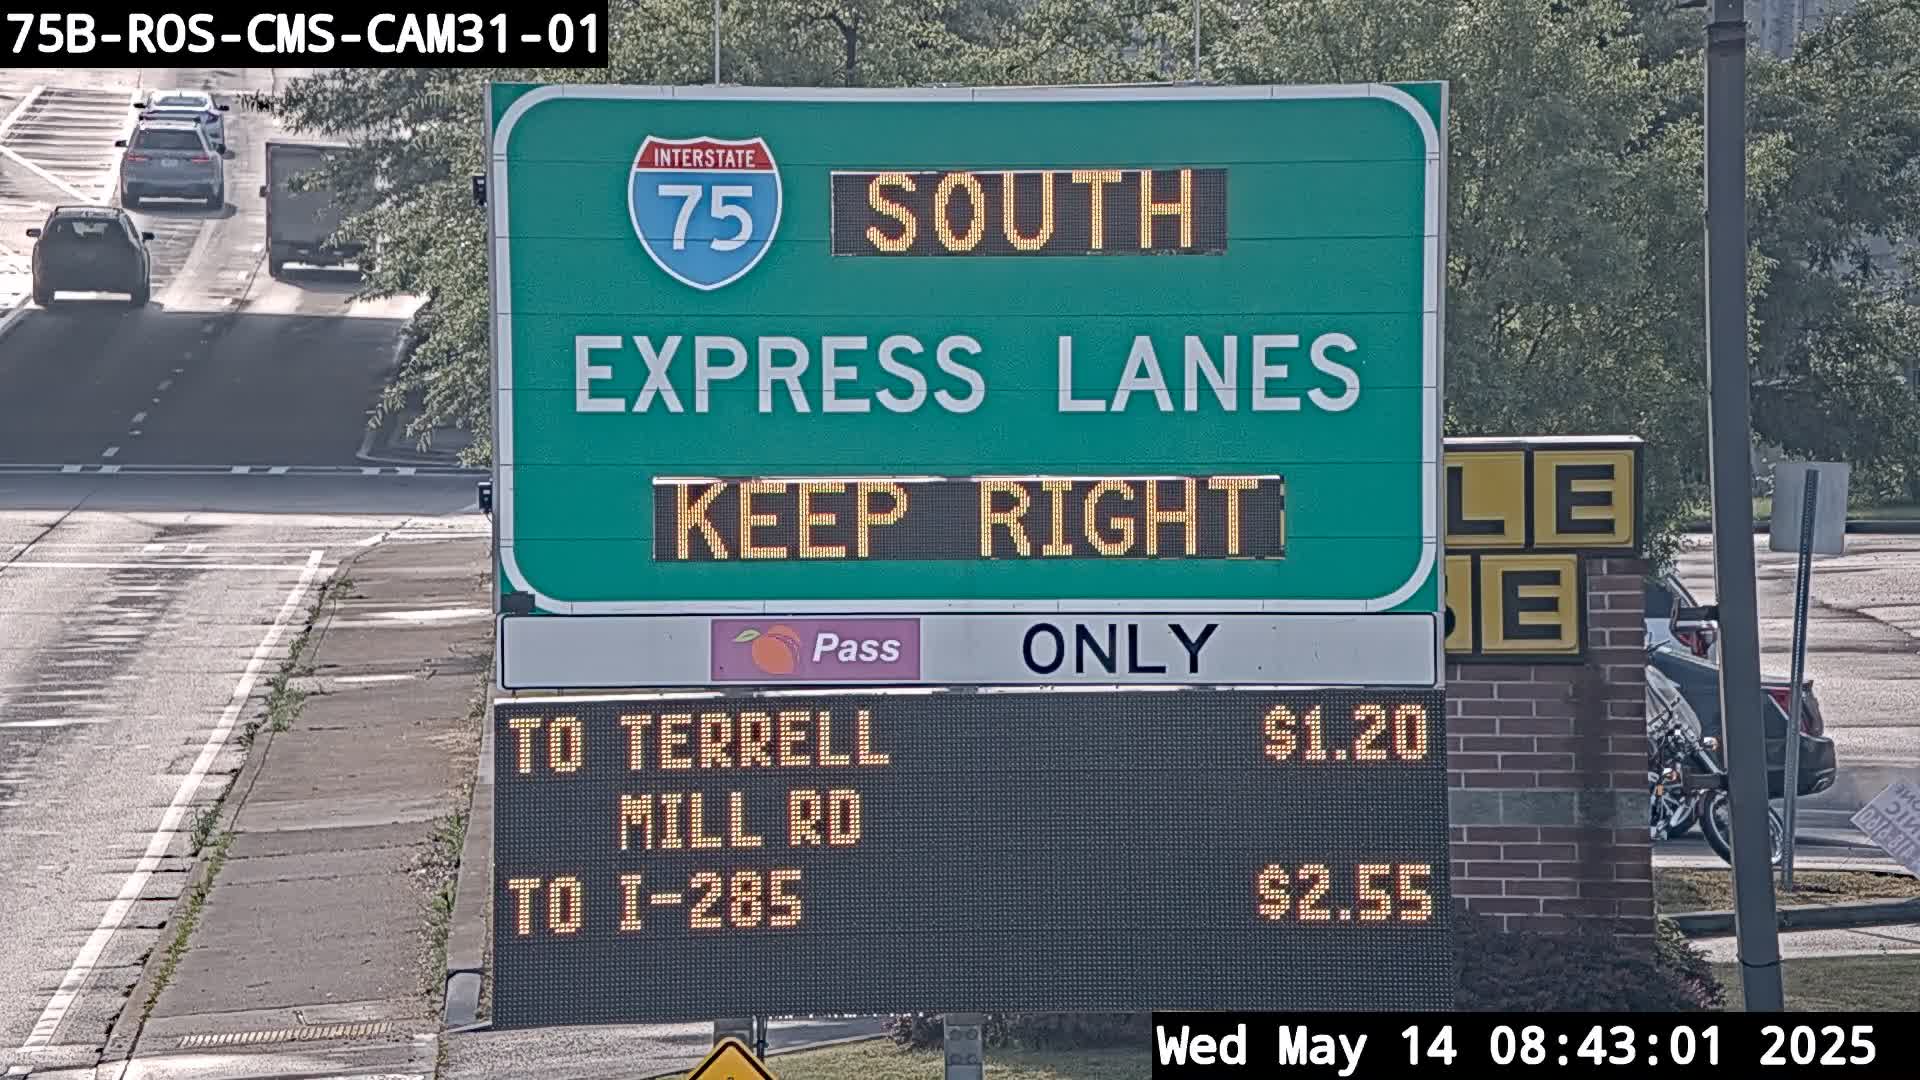 75B-ROS-CMS-CAM31-01
INTERSTATE
75
SOUTH
EXPRESS LANES
KEEP RIGHT
Pass ONLY
LE
E
TO TERRELL $1.20
MILL RD
TO I-285 $2.55
Wed May 14 08:43:01 2025